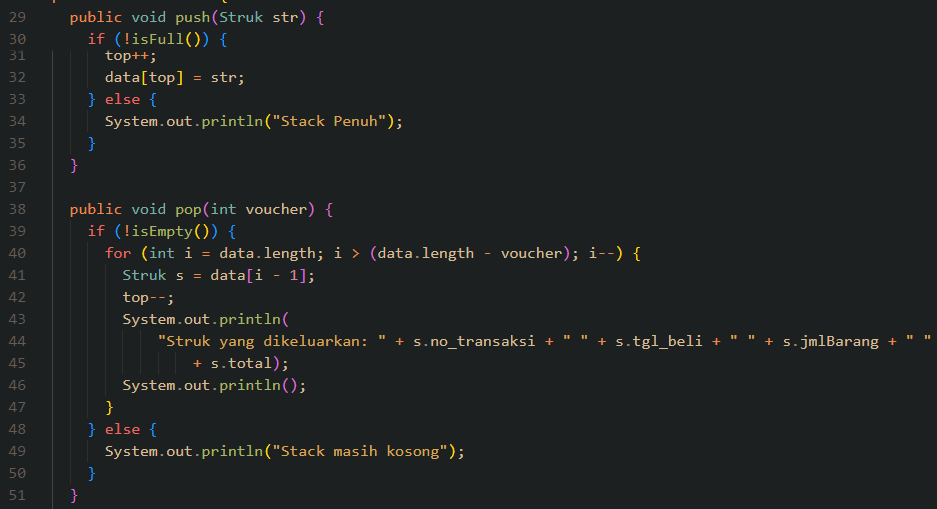 29 public void push(Struk str) {
30 if (!isFull()) {
31 top++;
32 data[top] = str;
33 } else {
34 System.out.println("Stack Penuh");
35 }
36 }
37
38 public void pop(int voucher) {
39 if (!isEmpty()) {
40 for (int i = data.length; i > (data.length - voucher); i--) {
41 Struk s = data[i - 1];
42 top--;
43 System.out.println(
44 "Struk yang dikeluarkan: " + s.no_transaksi + " " + s.tgl_beli + " " + s.jmlBarang + " "
45 + s.total);
46 System.out.println();
47 }
48 } else {
49 System.out.println("Stack masih kosong");
50 }
51 }